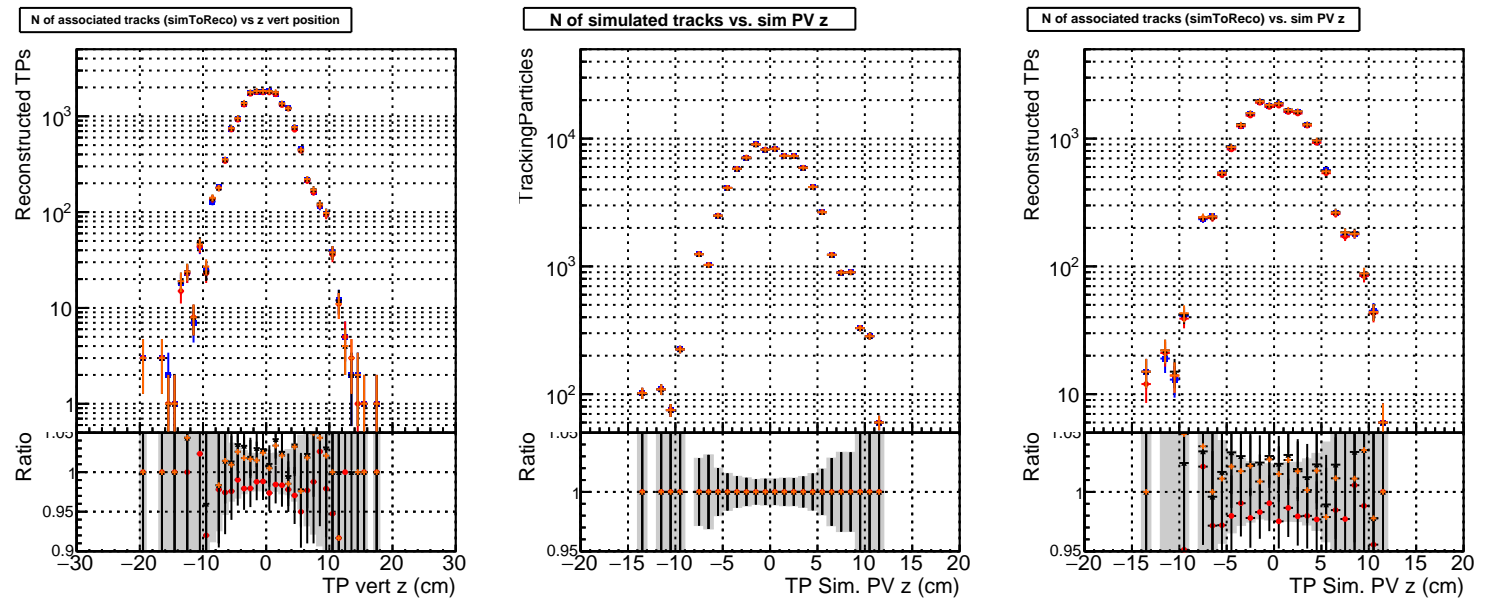 N of associated tracks (simToReco) vs z vert position
Reconstructed TPs
10³
10²
10
1
Ratio
1.05
1
0.95
0.9
−30 −20 −10 0 10 20 30
TP vert z (cm)
N of simulated tracks vs. sim PV z
TrackingParticles
10⁴
10³
10²
Ratio
1.05
1
0.95
−20 −15 −10 −5 0 5 10 15 20
TP Sim. PV z (cm)
N of associated tracks (simToReco) vs. sim PV z
Reconstructed TPs
10³
10²
10
Ratio
1.05
1
0.95
−20 −15 −10 −5 0 5 10 15 20
TP Sim. PV z (cm)